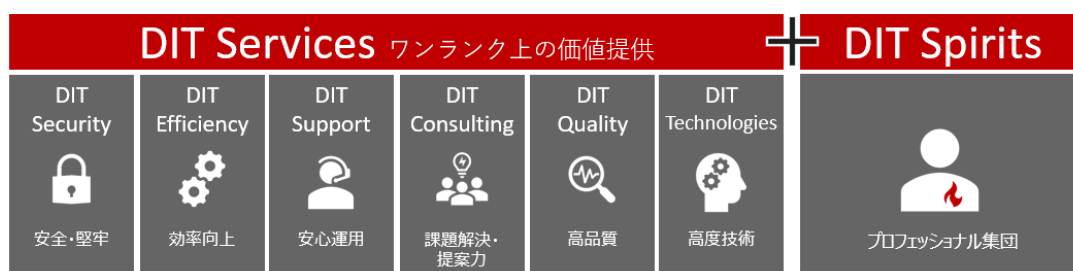 DIT Services ワンランク上の価値提供
+ DIT Spirits
DIT
Security
安全・堅牢
DIT
Efficiency
効率向上
DIT
Support
安心運用
DIT
Consulting
課題解決・
提案力
DIT
Quality
高品質
DIT
Technologies
高度技術
プロフェッショナル集団